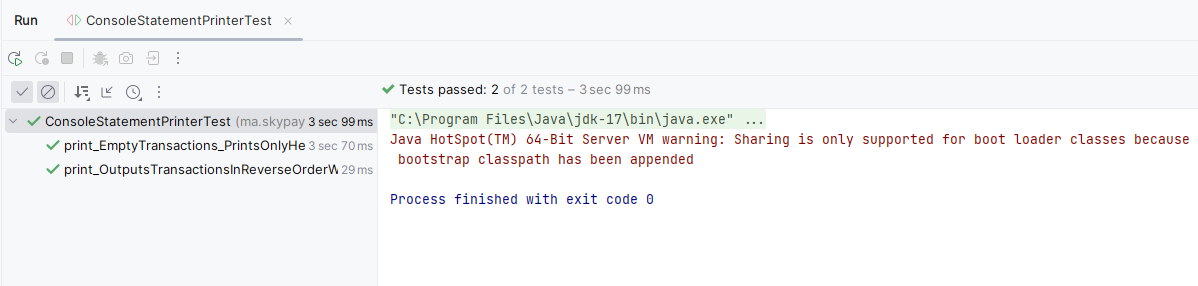 Run ConsoleStatementPrinterTest
Tests passed: 2 of 2 tests – 3 sec 99 ms
ConsoleStatementPrinterTest (ma.skypay 3 sec 99 ms
print_EmptyTransactions_PrintsOnlyHe 3 sec 70 ms
print_OutputsTransactionsInReverseOrderW 29 ms
"C:\Program Files\Java\jdk-17\bin\java.exe" ...
Java HotSpot(TM) 64-Bit Server VM warning: Sharing is only supported for boot loader classes because
bootstrap classpath has been appended
Process finished with exit code 0